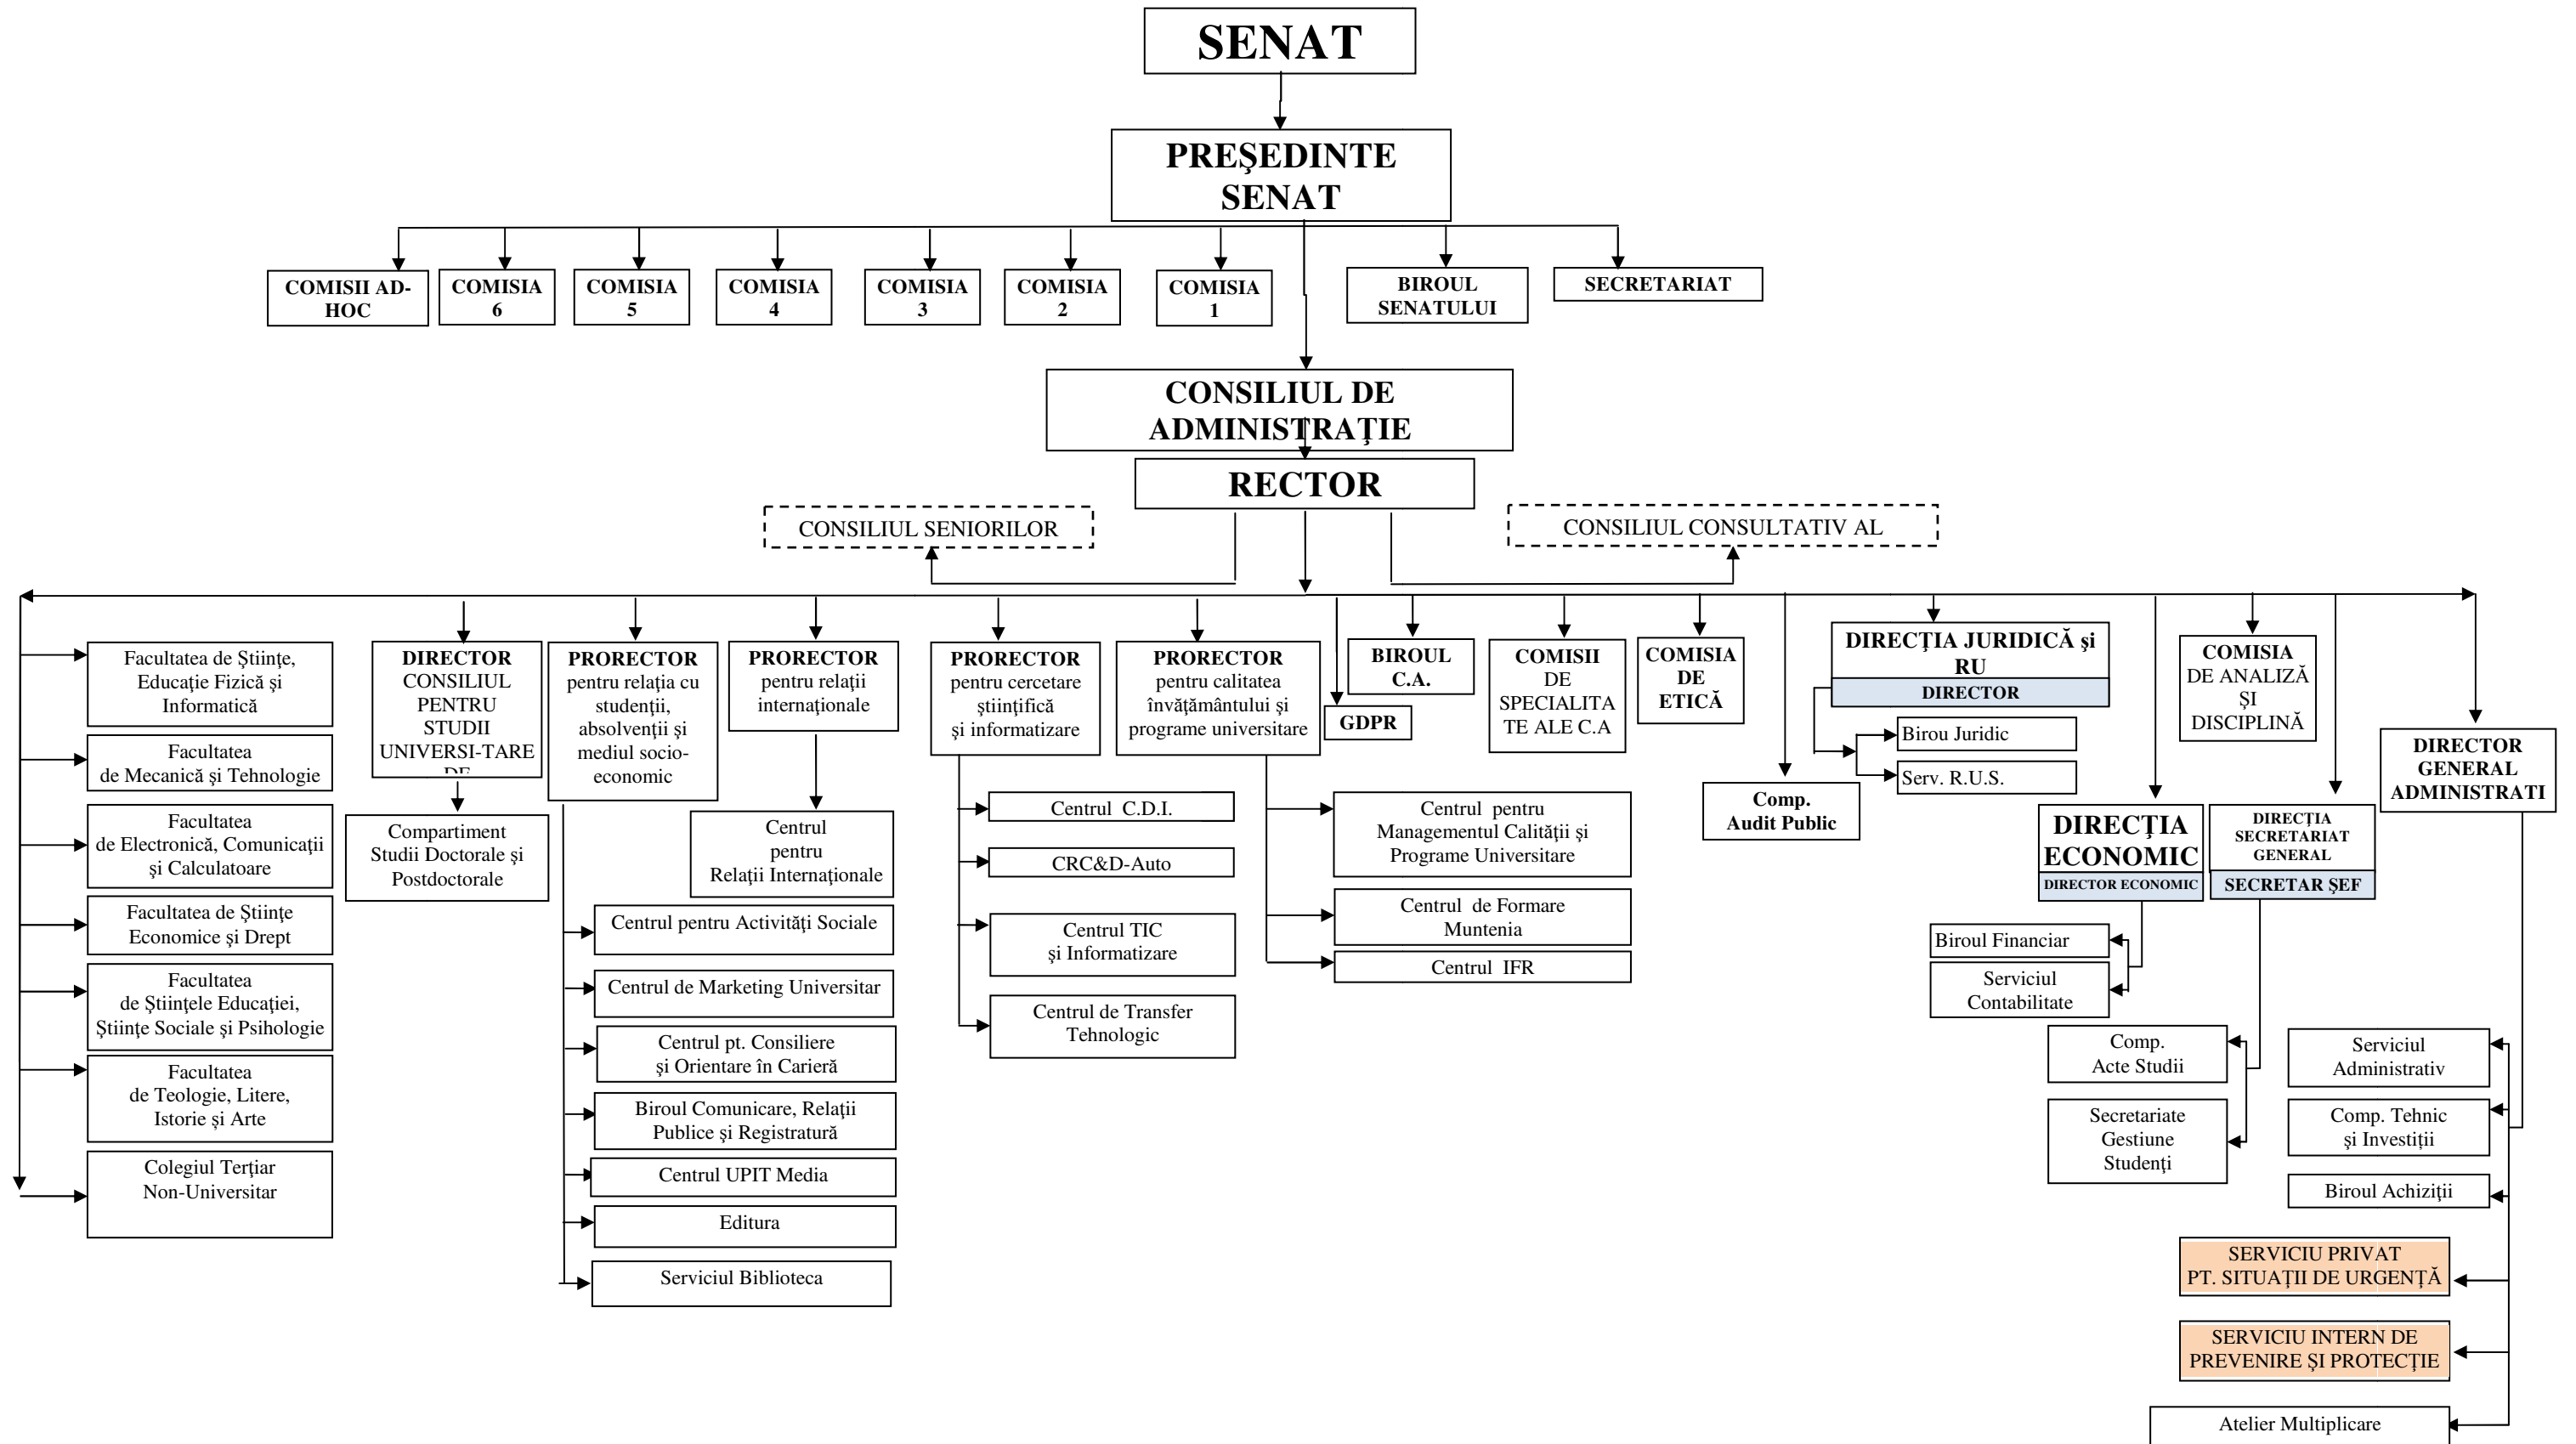 SENAT
PREŞEDINTE
SENAT
COMISII AD-
HOC
COMISIA
6
COMISIA
5
COMISIA
4
COMISIA
3
COMISIA
2
COMISIA
1
BIROUL
SENATULUI
SECRETARIAT
CONSILIUL DE
ADMINISTRAŢIE
RECTOR
CONSILIUL SENIORILOR
CONSILIUL CONSULTATIV AL
Facultatea de Ştiinţe,
Educaţie Fizică şi
Informatică
Facultatea
de Mecanică şi Tehnologie
Facultatea
de Electronică, Comunicaţii
şi Calculatoare
Facultatea de Ştiinţe
Economice şi Drept
Facultatea
de Ştiinţele Educaţiei,
Ştiinţe Sociale şi Psihologie
Facultatea
de Teologie, Litere,
Istorie și Arte
Colegiul Terţiar
Non-Universitar
DIRECTOR
CONSILIUL
PENTRU
STUDII
UNIVERSI-TARE
DE
Compartiment
Studii Doctorale şi
Postdoctorale
PRORECTOR
pentru relaţia cu
studenţii,
absolvenţii şi
mediul socio-
economic
Centrul pentru Activităţi Sociale
Centrul de Marketing Universitar
Centrul pt. Consiliere
şi Orientare în Carieră
Biroul Comunicare, Relaţii
Publice şi Registratură
Centrul UPIT Media
Editura
Serviciul Biblioteca
PRORECTOR
pentru relaţii
internaţionale
Centrul
pentru
Relaţii Internaţionale
PRORECTOR
pentru cercetare
ştiinţifică
şi informatizare
Centrul C.D.I.
CRC&D-Auto
Centrul TIC
şi Informatizare
Centrul de Transfer
Tehnologic
PRORECTOR
pentru calitatea
învăţământului şi
programe universitare
Centrul pentru
Managementul Calităţii şi
Programe Universitare
Centrul de Formare
Muntenia
Centrul IFR
GDPR
BIROUL
C.A.
COMISII
DE
SPECIALITA
TE ALE C.A
COMISIA
DE
ETICĂ
Comp.
Audit Public
DIRECŢIA JURIDICĂ şi
RU
DIRECTOR
Birou Juridic
Serv. R.U.S.
DIRECŢIA
ECONOMIC
DIRECTOR ECONOMIC
Biroul Financiar
Serviciul
Contabilitate
COMISIA
DE ANALIZĂ
ŞI
DISCIPLINĂ
DIRECŢIA
SECRETARIAT
GENERAL
SECRETAR ŞEF
Comp.
Acte Studii
Secretariate
Gestiune
Studenţi
DIRECTOR
GENERAL
ADMINISTRATI
Serviciul
Administrativ
Comp. Tehnic
şi Investiţii
Biroul Achiziţii
SERVICIU PRIVAT
PT. SITUAŢII DE URGENŢĂ
SERVICIU INTERN DE
PREVENIRE ȘI PROTECŢIE
Atelier Multiplicare